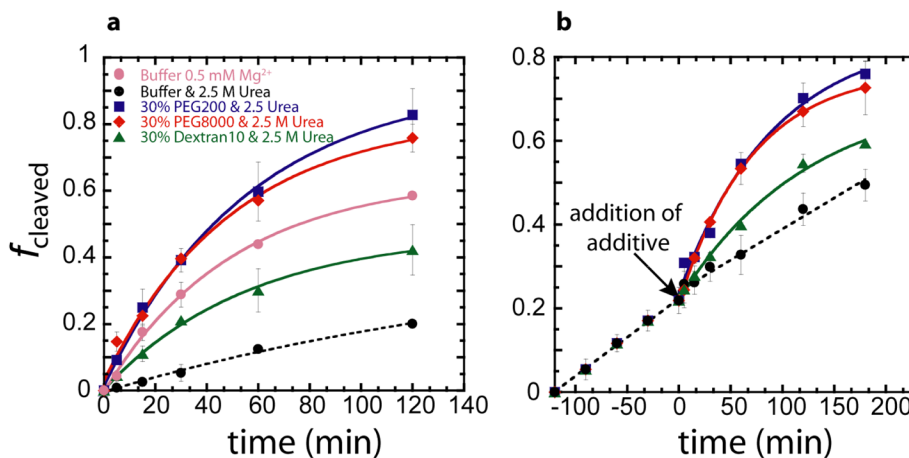 a
1
0.8
0.6
0.4
0.2
0
f cleaved
Buffer 0.5 mM Mg²⁺
Buffer & 2.5 M Urea
30% PEG200 & 2.5 Urea
30% PEG8000 & 2.5 M Urea
30% Dextran10 & 2.5 M Urea
0 20 40 60 80 100 120 140
time (min)
b
0.8
0.6
0.4
0.2
0
addition of
additive
-100 -50 0 50 100 150 200
time (min)